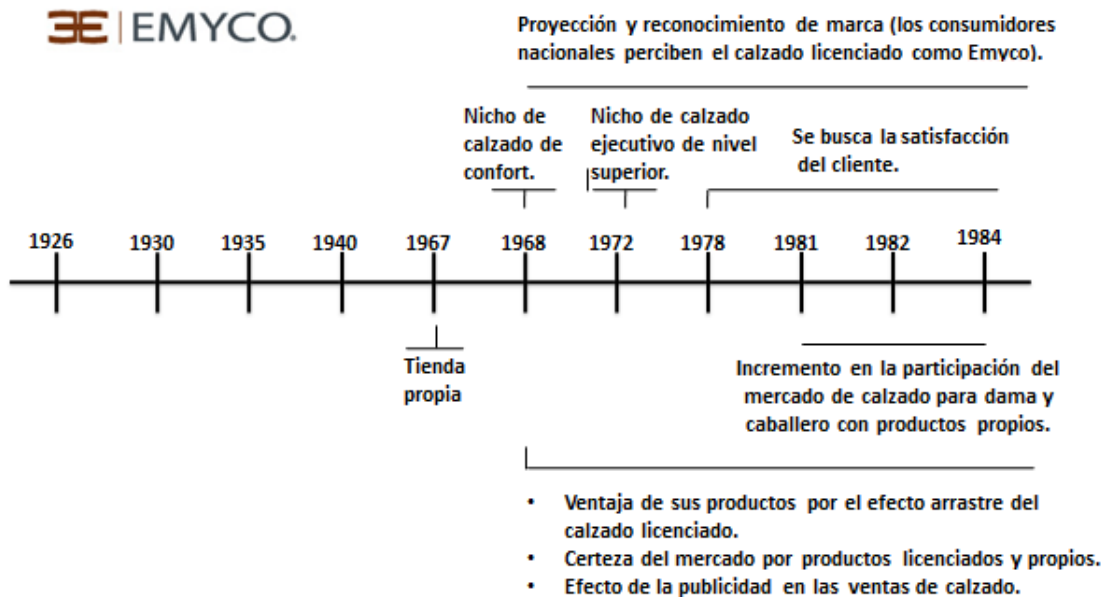 EMYCO.
Proyección y reconocimiento de marca (los consumidores
nacionales perciben el calzado licenciado como Emyco).
Nicho de
calzado de
confort.
Nicho de calzado
ejecutivo de nivel
superior.
Se busca la satisfacción
del cliente.
1926 1930 1935 1940 1967 1968 1972 1978 1981 1982 1984
Tienda
propia
Incremento en la participación del
mercado de calzado para dama y
caballero con productos propios.
• Ventaja de sus productos por el efecto arrastre del
calzado licenciado.
• Certeza del mercado por productos licenciados y propios.
• Efecto de la publicidad en las ventas de calzado.